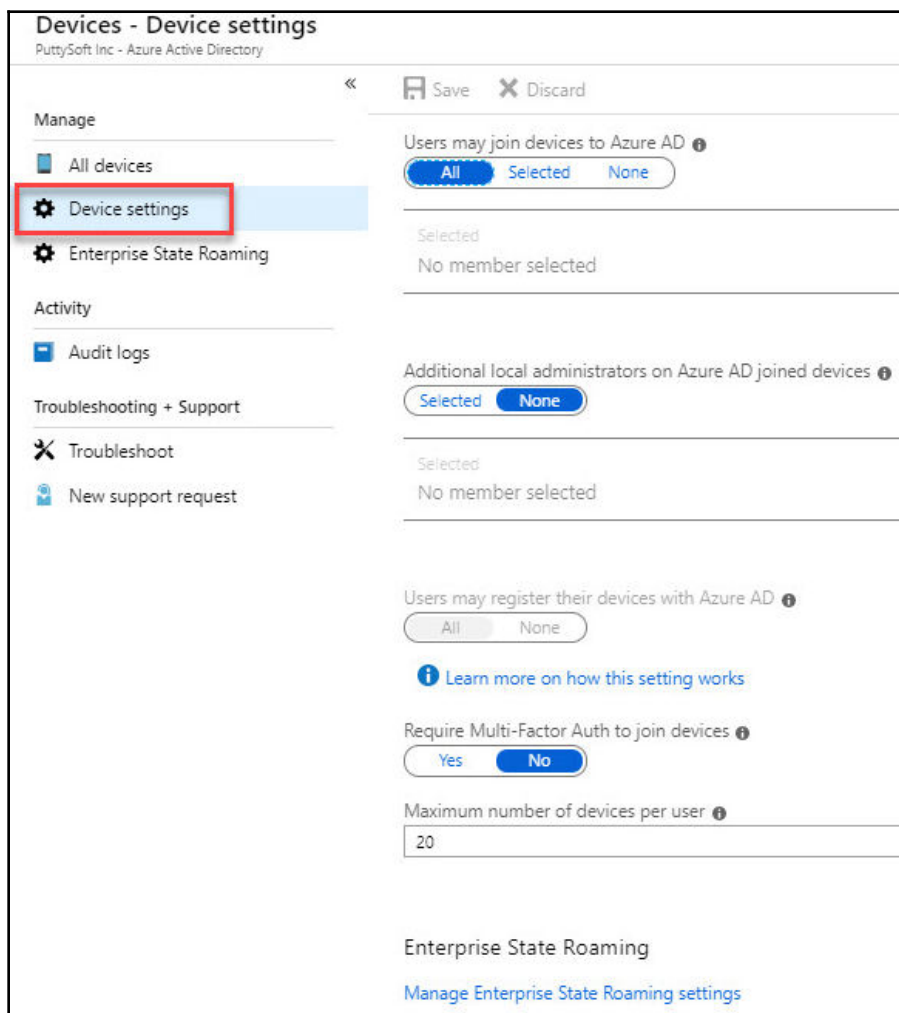 Devices - Device settings
PuttySoft Inc - Azure Active Directory
«
Manage
All devices
Device settings
Enterprise State Roaming
Activity
Audit logs
Troubleshooting + Support
Troubleshoot
New support request
Save Discard
Users may join devices to Azure AD
All Selected None
Selected
No member selected
Additional local administrators on Azure AD joined devices
Selected None
Selected
No member selected
Users may register their devices with Azure AD
All None
Learn more on how this setting works
Require Multi-Factor Auth to join devices
Yes No
Maximum number of devices per user
20
Enterprise State Roaming
Manage Enterprise State Roaming settings